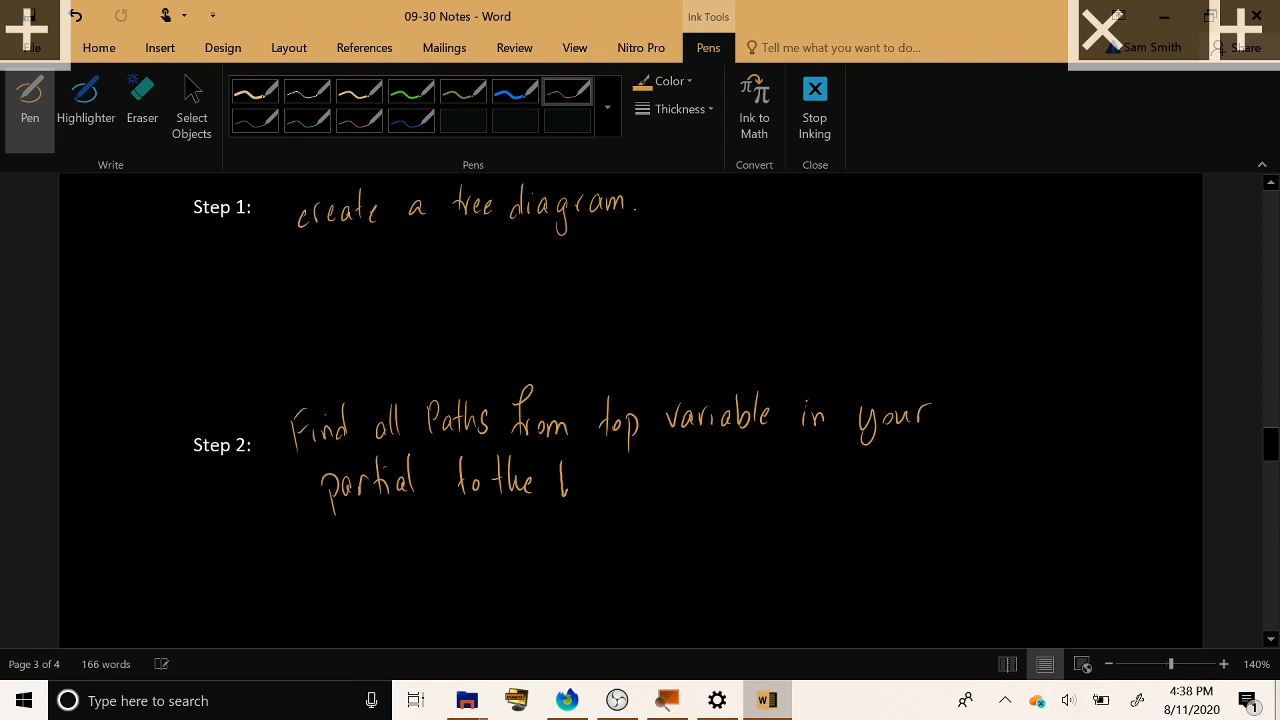 09-30 Notes - Word
Ink Tools
File
Home
Insert
Design
Layout
References
Mailings
Review
View
Nitro Pro
Pens
Tell me what you want to do...
Sam Smith
Share
Pen
Highlighter
Eraser
Select Objects
Color
Thickness
Ink to Math
Stop Inking
Write
Pens
Convert
Close
Step 1: create a tree diagram.
Step 2: Find all Paths from top variable in your
partial to the
Page 3 of 4
166 words
140%
Type here to search
4:38 PM
8/11/2020
1